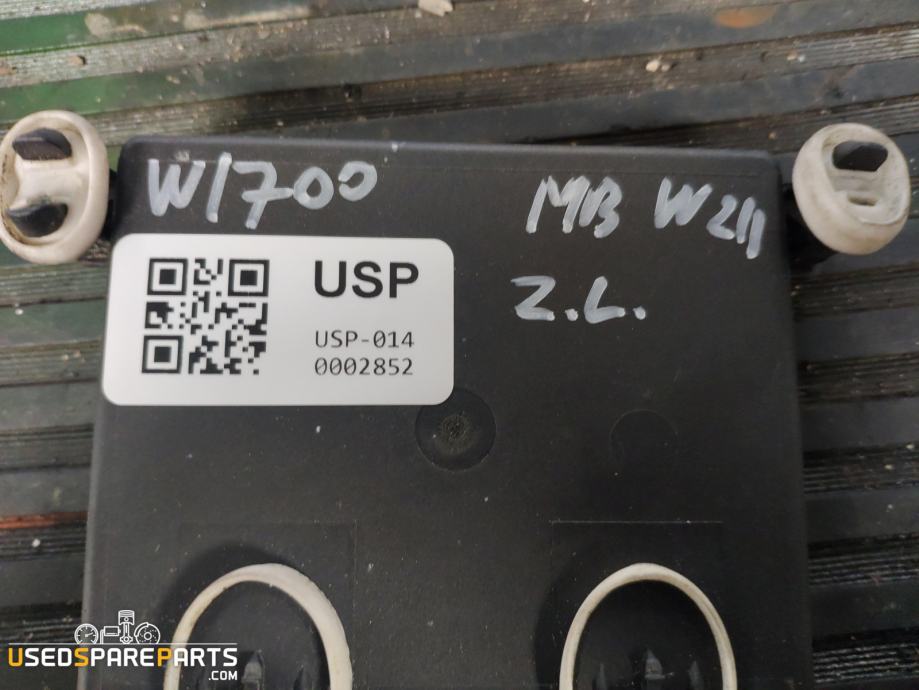 W1700
MB W211
Z.L.
USP
USP-014
0002852
USEDSPAREPARTS
.COM